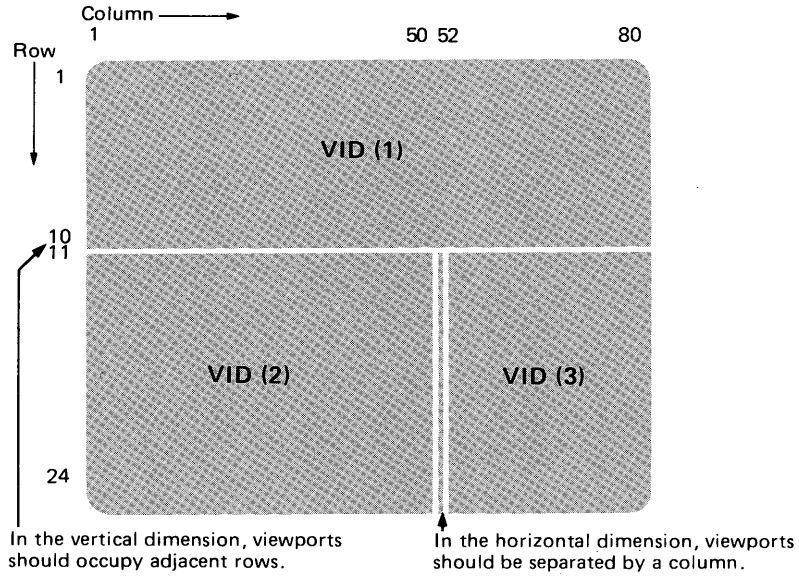 Column
1 50 52 80
Row
1
VID (1)
10
11
VID (2) VID (3)
24
In the vertical dimension, viewports
should occupy adjacent rows.
In the horizontal dimension, viewports
should be separated by a column.